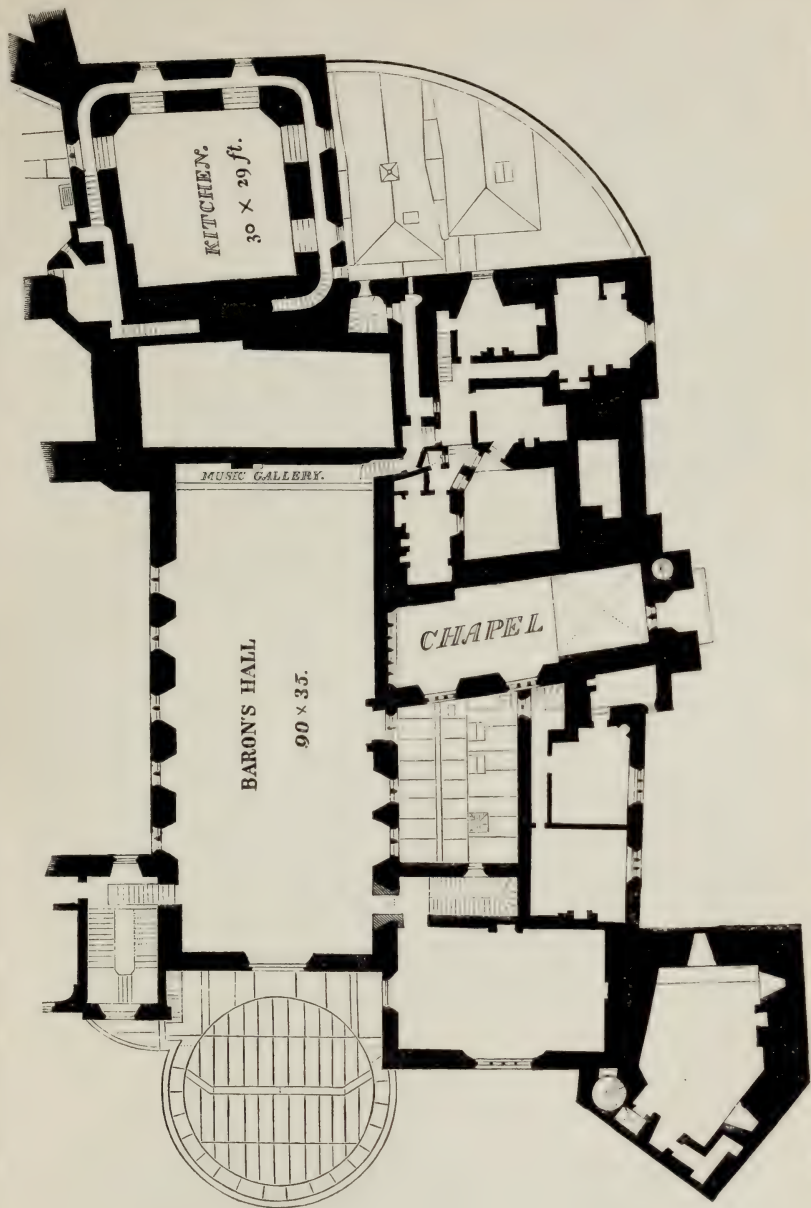 KITCHEN.
30 × 29 ft.
MUSIC GALLERY.
BARON'S HALL
90 × 35.
CHAPEL